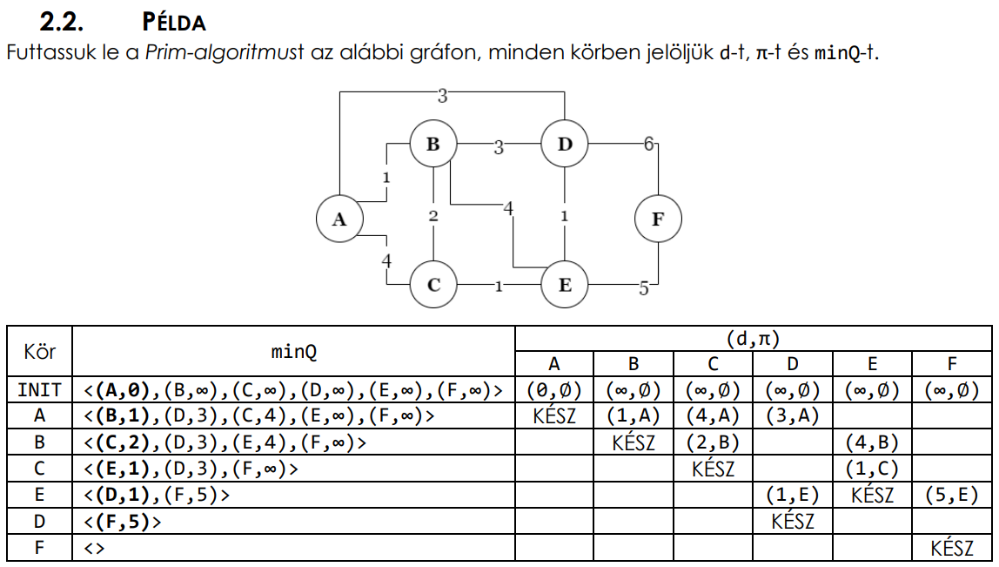 2.2. PÉLDA
Futtassuk le a Prim-algoritmust az alábbi gráfon, minden körben jelöljük d-t, π-t és minQ-t.
3
B 3 D 6
1
A 2 4 1 F
4
C 1 E 5
Kör minQ (d,π)
A B C D E F
INIT <(A,0),(B,∞),(C,∞),(D,∞),(E,∞),(F,∞)> (0,Ø) (∞,Ø) (∞,Ø) (∞,Ø) (∞,Ø) (∞,Ø)
A <(B,1),(D,3),(C,4),(E,∞),(F,∞)> KÉSZ (1,A) (4,A) (3,A)
B <(C,2),(D,3),(E,4),(F,∞)> KÉSZ (2,B) (4,B)
C <(E,1),(D,3),(F,∞)> KÉSZ (1,C)
E <(D,1),(F,5)> (1,E) KÉSZ (5,E)
D <(F,5)> KÉSZ
F <> KÉSZ